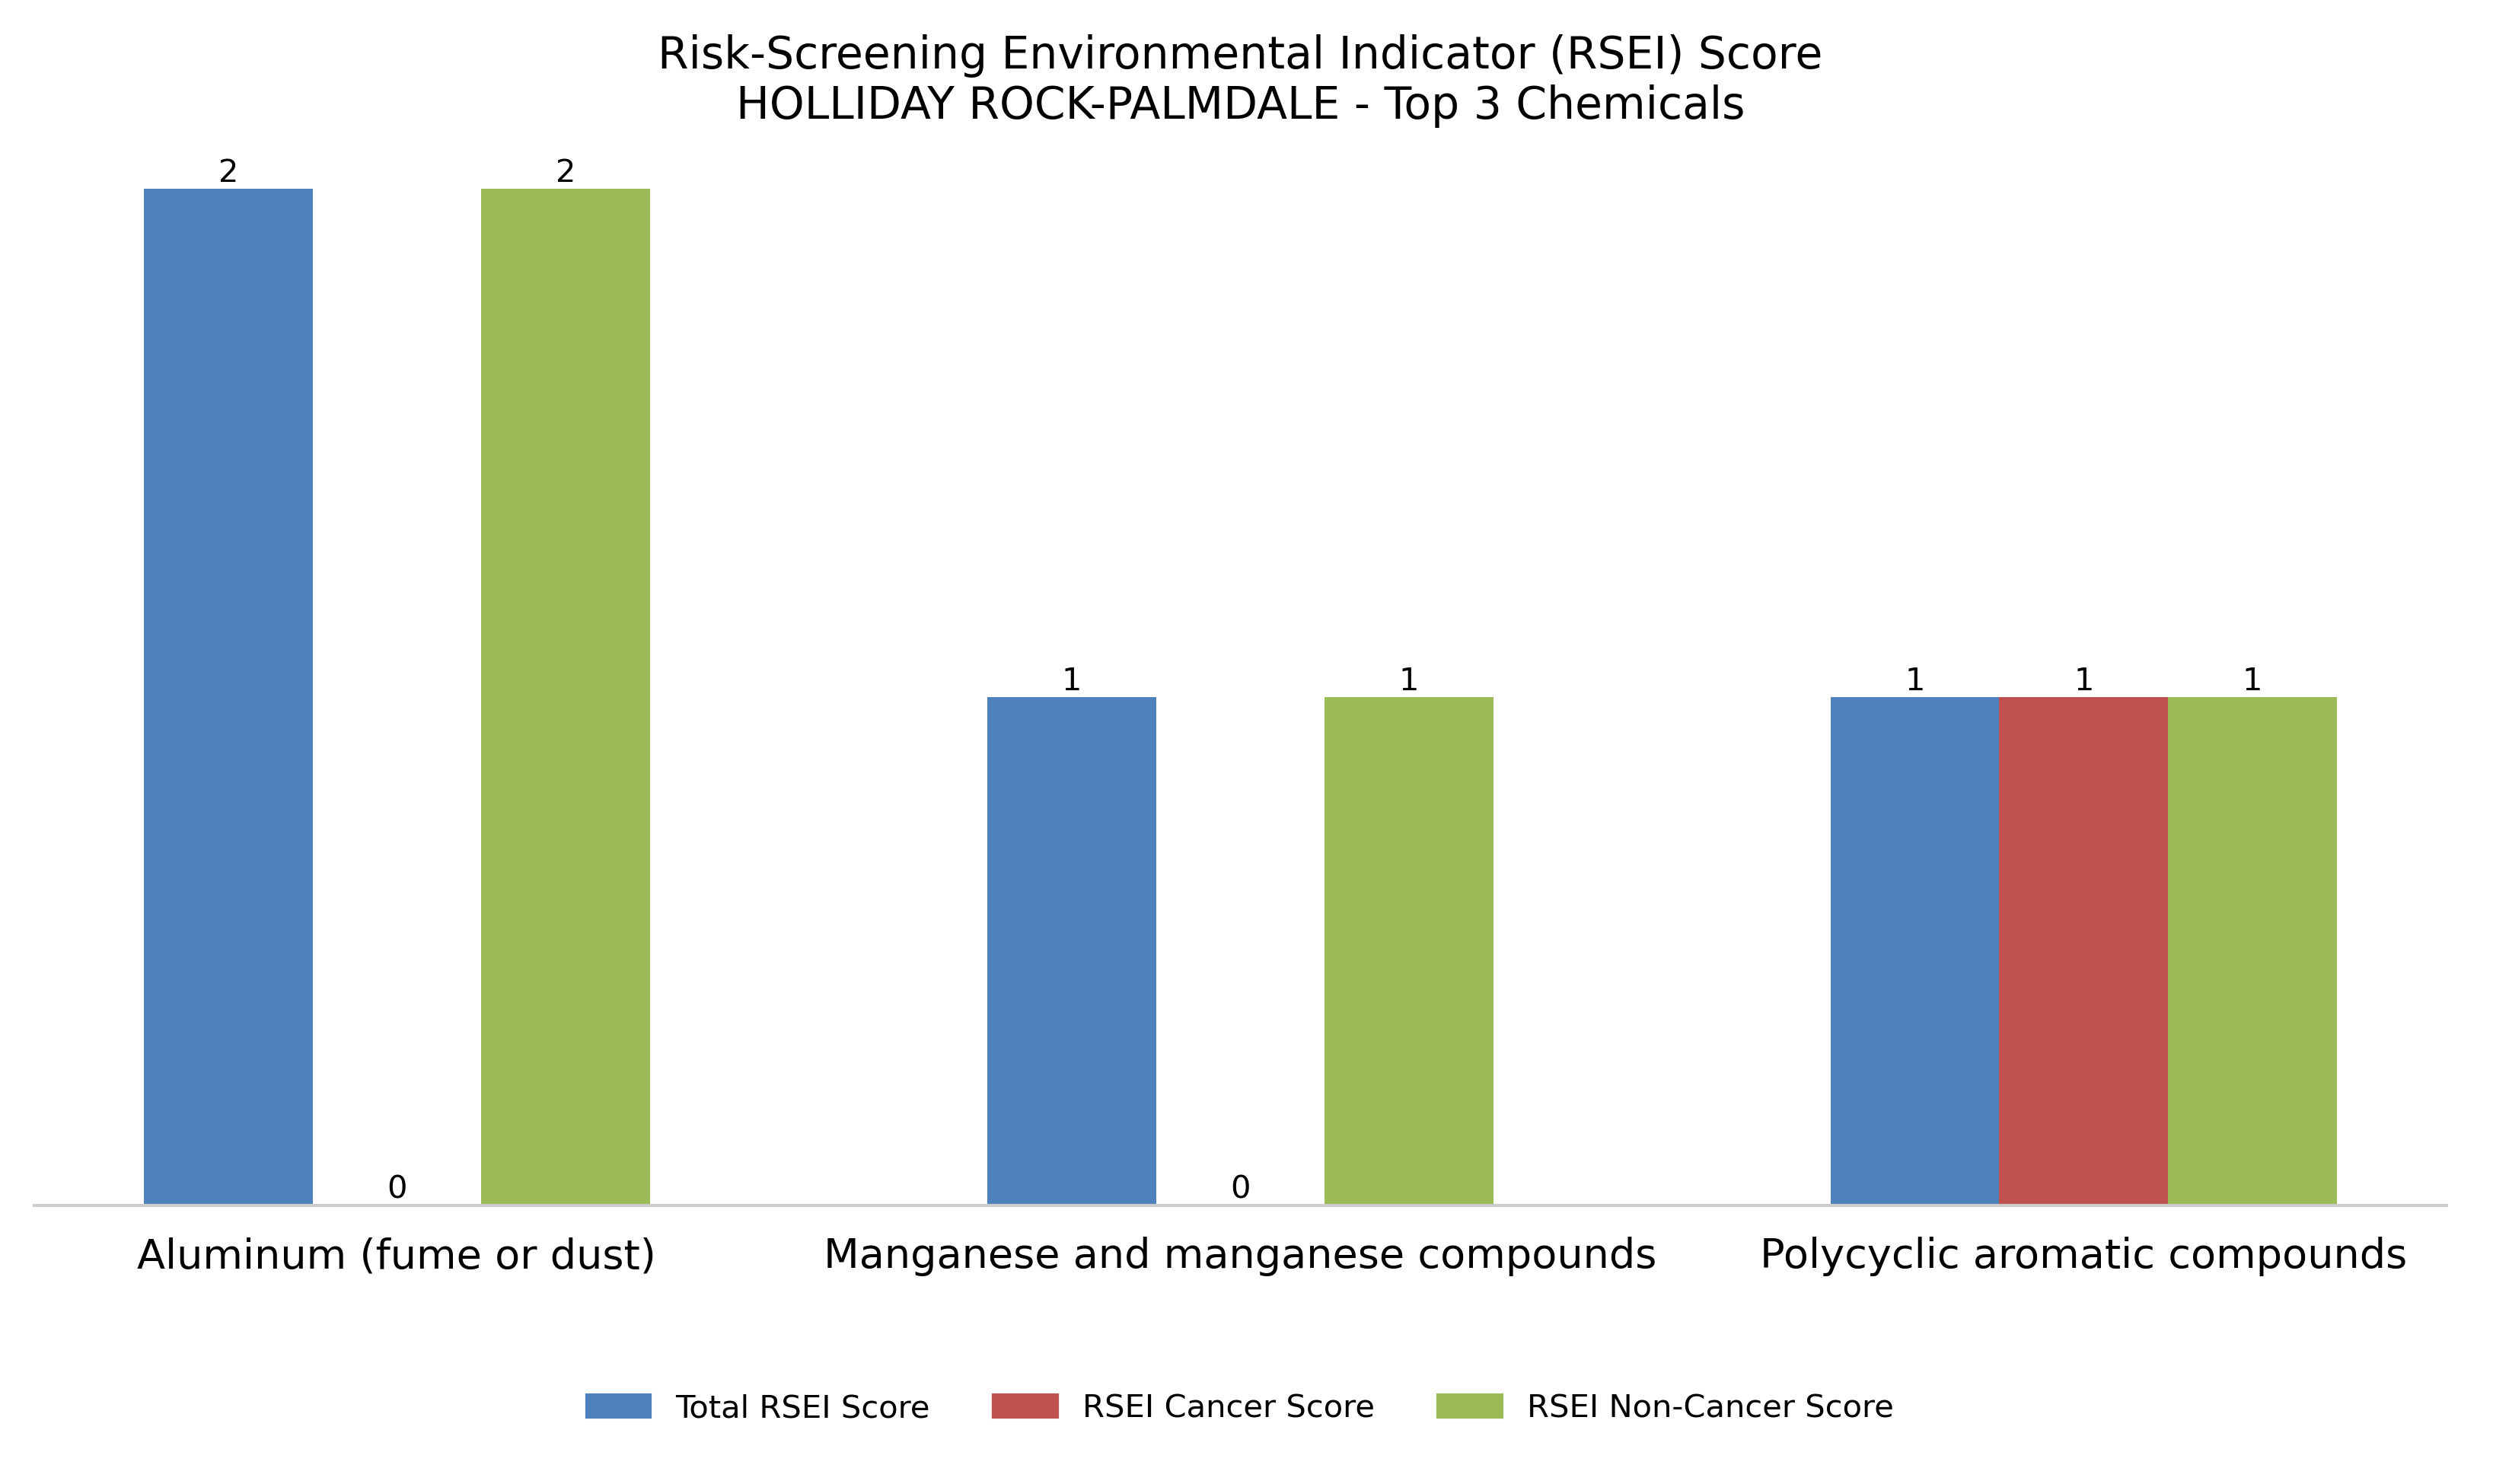 Risk-Screening Environmental Indicator (RSEI) Score
HOLLIDAY ROCK-PALMDALE - Top 3 Chemicals
2
0
2
1
0
1
1
1
1
Aluminum (fume or dust)
Manganese and manganese compounds
Polycyclic aromatic compounds
Total RSEI Score
RSEI Cancer Score
RSEI Non-Cancer Score